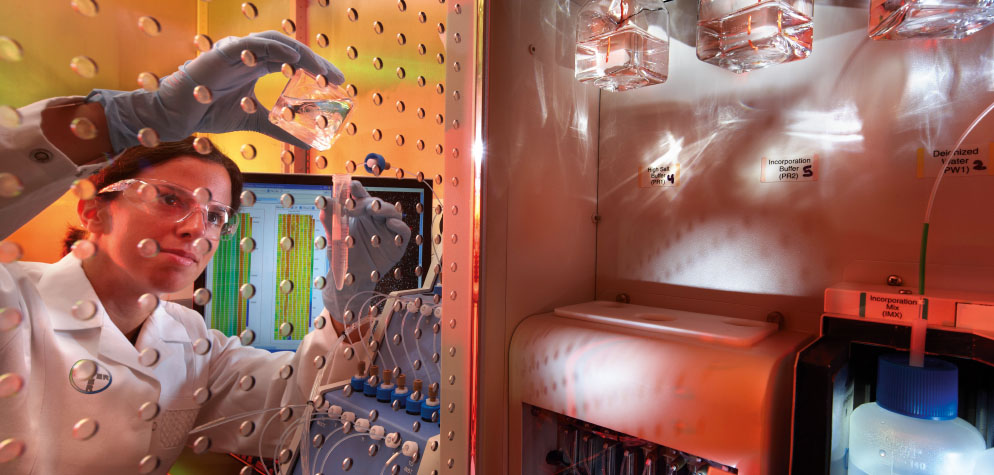 High Salt
Buffer
(PR1) 4
Incorporation
Buffer 5
(PR2)
Deionized
Water 2
(PW1)
Incorporation
Mix
(IMX)